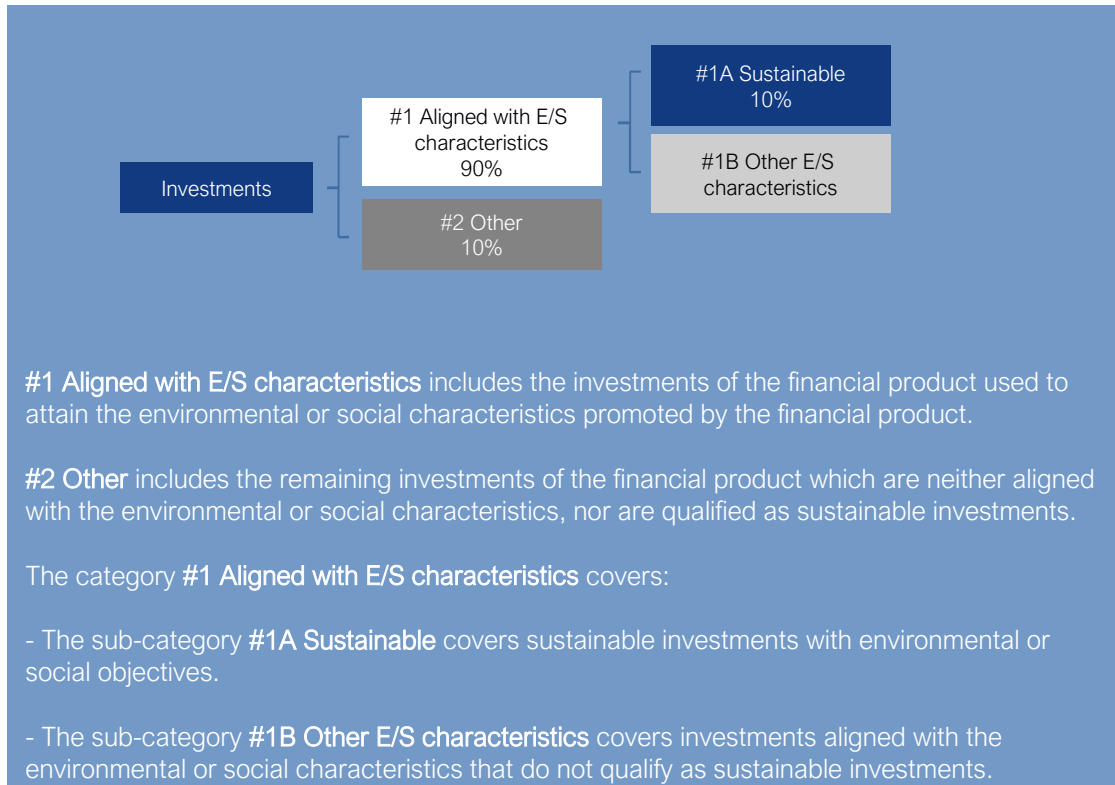 #1A Sustainable
10%
#1 Aligned with E/S
characteristics
90%
#1B Other E/S
characteristics
Investments
#2 Other
10%
#1 Aligned with E/S characteristics includes the investments of the financial product used to
attain the environmental or social characteristics promoted by the financial product.
#2 Other includes the remaining investments of the financial product which are neither aligned
with the environmental or social characteristics, nor are qualified as sustainable investments.
The category #1 Aligned with E/S characteristics covers:
- The sub-category #1A Sustainable covers sustainable investments with environmental or
social objectives.
- The sub-category #1B Other E/S characteristics covers investments aligned with the
environmental or social characteristics that do not qualify as sustainable investments.